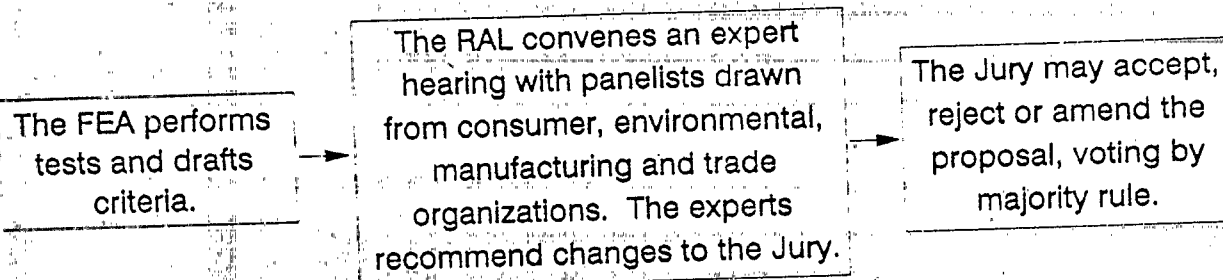 The FEA performs
tests and drafts
criteria.
The RAL convenes an expert
hearing with panelists drawn
from consumer, environmental,
manufacturing and trade
organizations. The experts
recommend changes to the Jury.
The Jury may accept,
reject or amend the
proposal, voting by
majority rule.